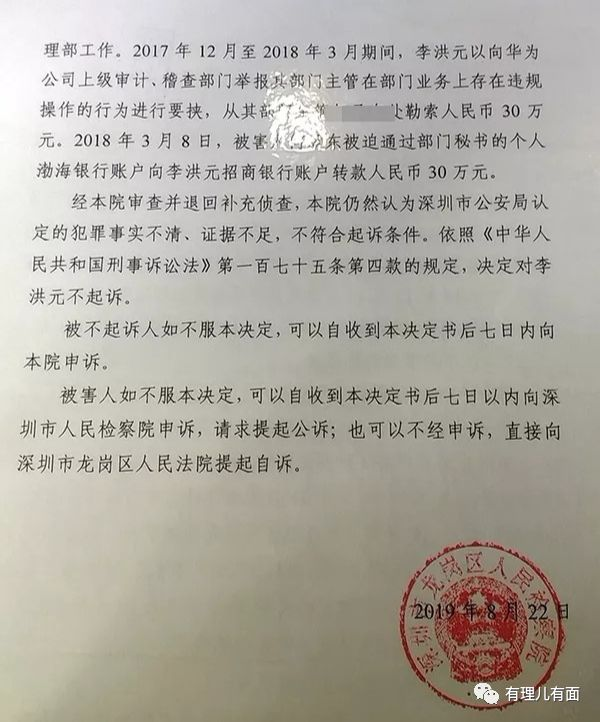 理部工作。2017 年 12 月至 2018 年 3 月期间，李洪元以向华为
公司上级审计、稽查部门举报其部门主管在部门业务上存在违规
操作的行为进行要挟，从其部 处勒索人民币 30 万
元。2018 年 3 月 8 日，被害 东被迫通过部门秘书的个人
渤海银行账户向李洪元招商银行账户转款人民币 30 万元。
经本院审查并退回补充侦查，本院仍然认为深圳市公安局认
定的犯罪事实不清、证据不足，不符合起诉条件。依照《中华人
民共和国刑事诉讼法》第一百七十五条第四款的规定，决定对李
洪元不起诉。
被不起诉人如不服本决定，可以自收到本决定书后七日内向
本院申诉。
被害人如不服本决定，可以自收到本决定书后七日以内向深
圳市人民检察院申诉，请求提起公诉；也可以不经申诉，直接向
深圳市龙岗区人民法院提起自诉。
深圳市龙岗区人民检察院
2019 年 8 月 22 日
有理儿有面